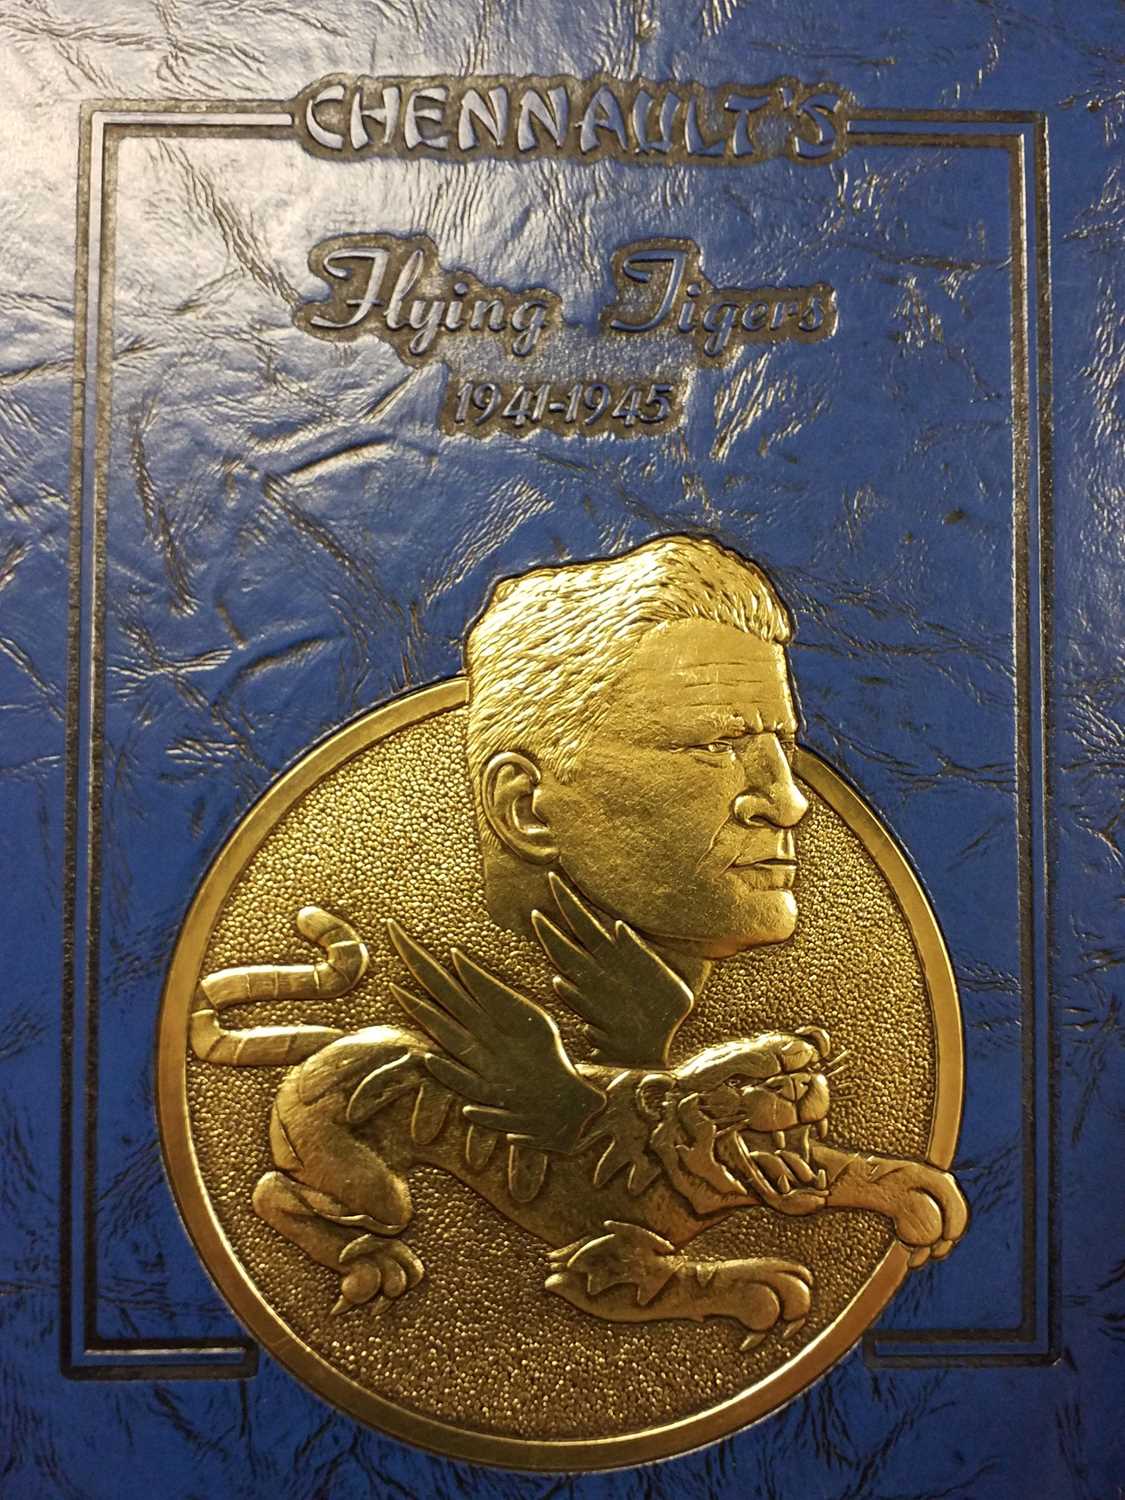 CHENNAULT'S
Flying Tigers
1941-1945